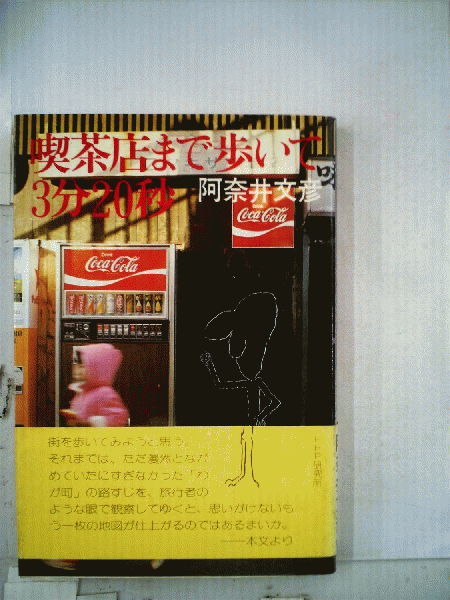 喫茶店まで歩いて
3分20秒
阿奈井文彦
Coca-Cola
Coca-Cola
街を歩いてみようと思う。
それまでは、ただ漫然となが
めていたにすぎなかった「わ
が町」の路すじを、旅行者の
ような眼で観察してゆくと、思いがけないも
う一枚の地図が仕上がるのではあるまいか。
——本文より
PHP研究所